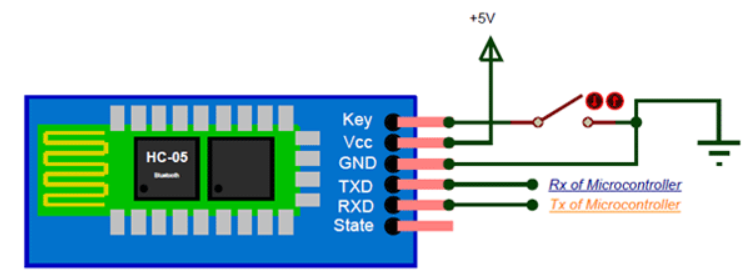 +5V
Key
Vcc
GND
TXD
RXD
State
HC-05
Bluetooth
Rx of Microcontroller
Tx of Microcontroller